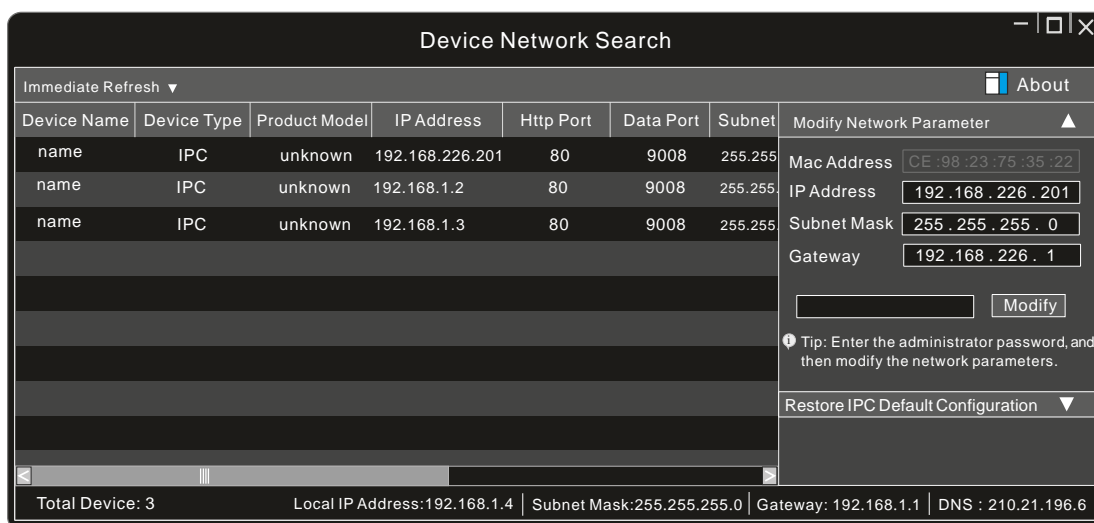 Device Network Search
Immediate Refresh ▼
About
Device Name Device Type Product Model IP Address Http Port Data Port Subnet
name IPC unknown 192.168.226.201 80 9008 255.255
name IPC unknown 192.168.1.2 80 9008 255.255.
name IPC unknown 192.168.1.3 80 9008 255.255.
Modify Network Parameter ▲
Mac Address CE:98:23:75:35:22
IP Address 192.168.226.201
Subnet Mask 255.255.255.0
Gateway 192.168.226.1
Modify
Tip: Enter the administrator password, and
then modify the network parameters.
Restore IPC Default Configuration ▼
Total Device: 3 Local IP Address:192.168.1.4 Subnet Mask:255.255.255.0 Gateway: 192.168.1.1 DNS : 210.21.196.6